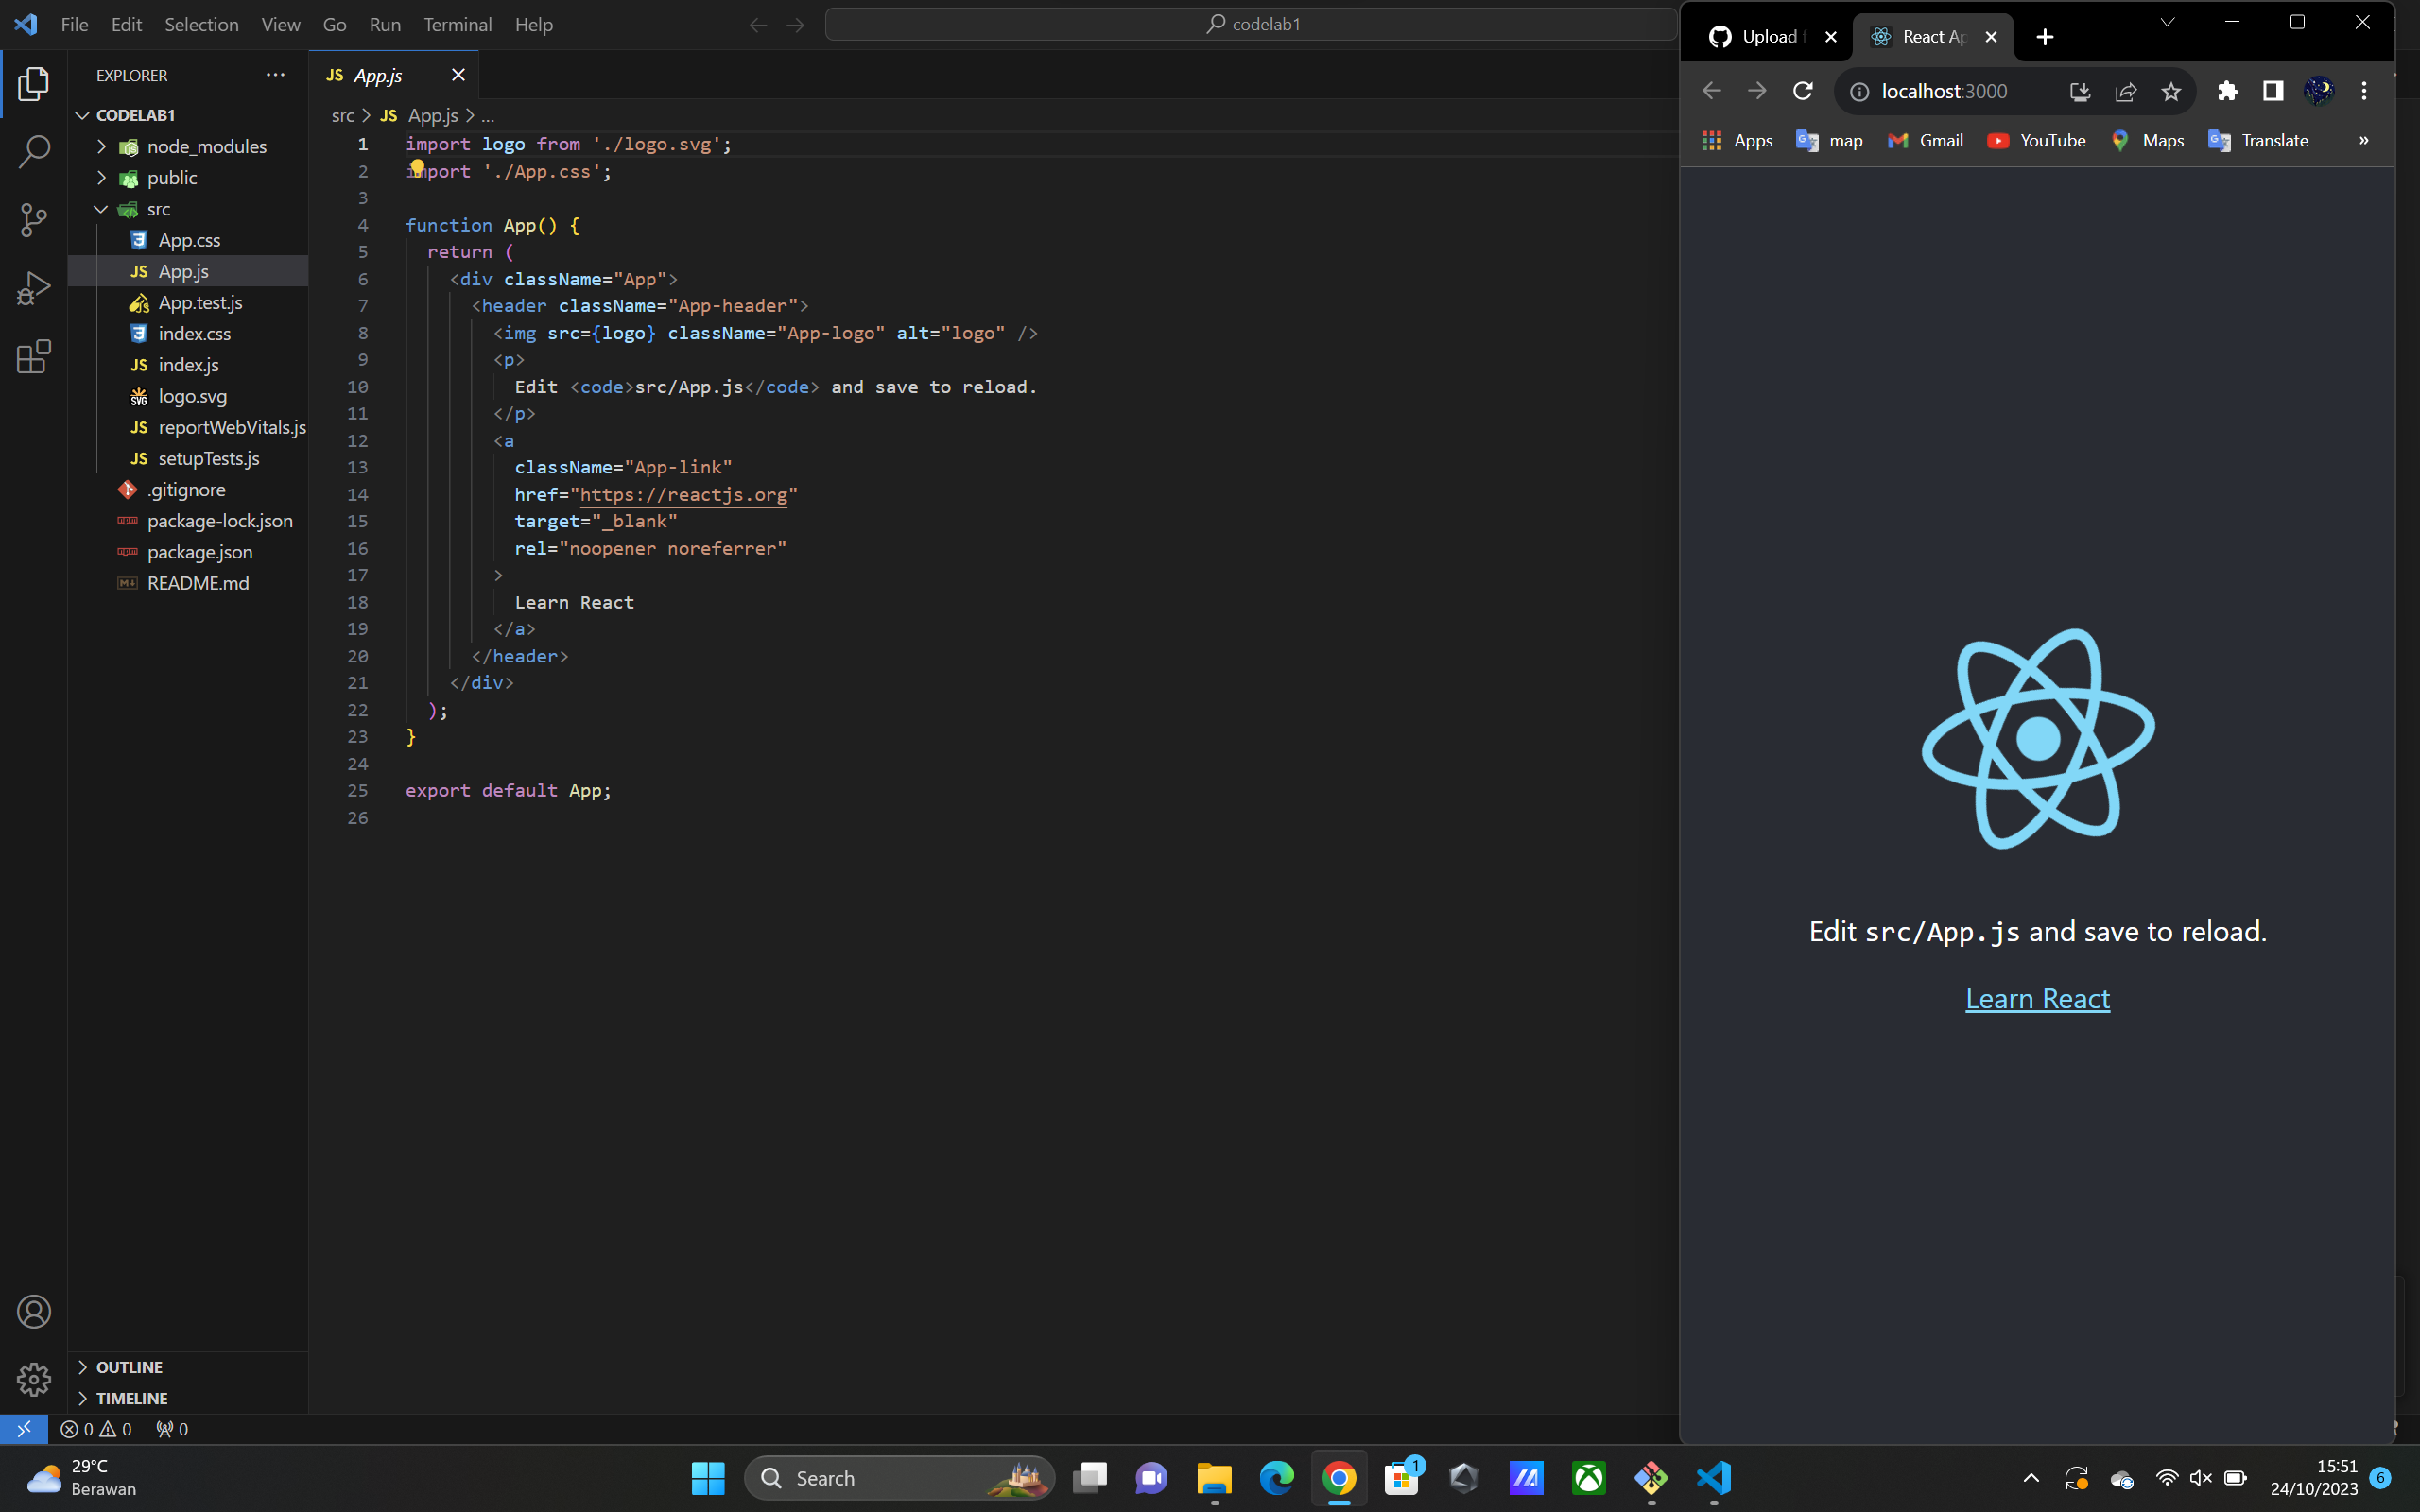 File Edit Selection View Go Run Terminal Help
codelab1
EXPLORER
CODELAB1
node_modules
public
src
App.css
App.js
App.test.js
index.css
index.js
logo.svg
reportWebVitals.js
setupTests.js
.gitignore
package-lock.json
package.json
README.md
OUTLINE
TIMELINE
JS App.js
src > JS App.js > ...
1 import logo from './logo.svg';
2 import './App.css';
3
4 function App() {
5 return (
6 <div className="App">
7 <header className="App-header">
8 <img src={logo} className="App-logo" alt="logo" />
9 <p>
10 Edit <code>src/App.js</code> and save to reload.
11 </p>
12 <a
13 className="App-link"
14 href="https://reactjs.org"
15 target="_blank"
16 rel="noopener noreferrer"
17 >
18 Learn React
19 </a>
20 </header>
21 </div>
22 );
23 }
24
25 export default App;
26
0 0 0
Upload
React Ap
localhost:3000
Apps map Gmail YouTube Maps Translate »
Edit src/App.js and save to reload.
Learn React
29°C
Berawan
Search
1
15:51
24/10/2023
6